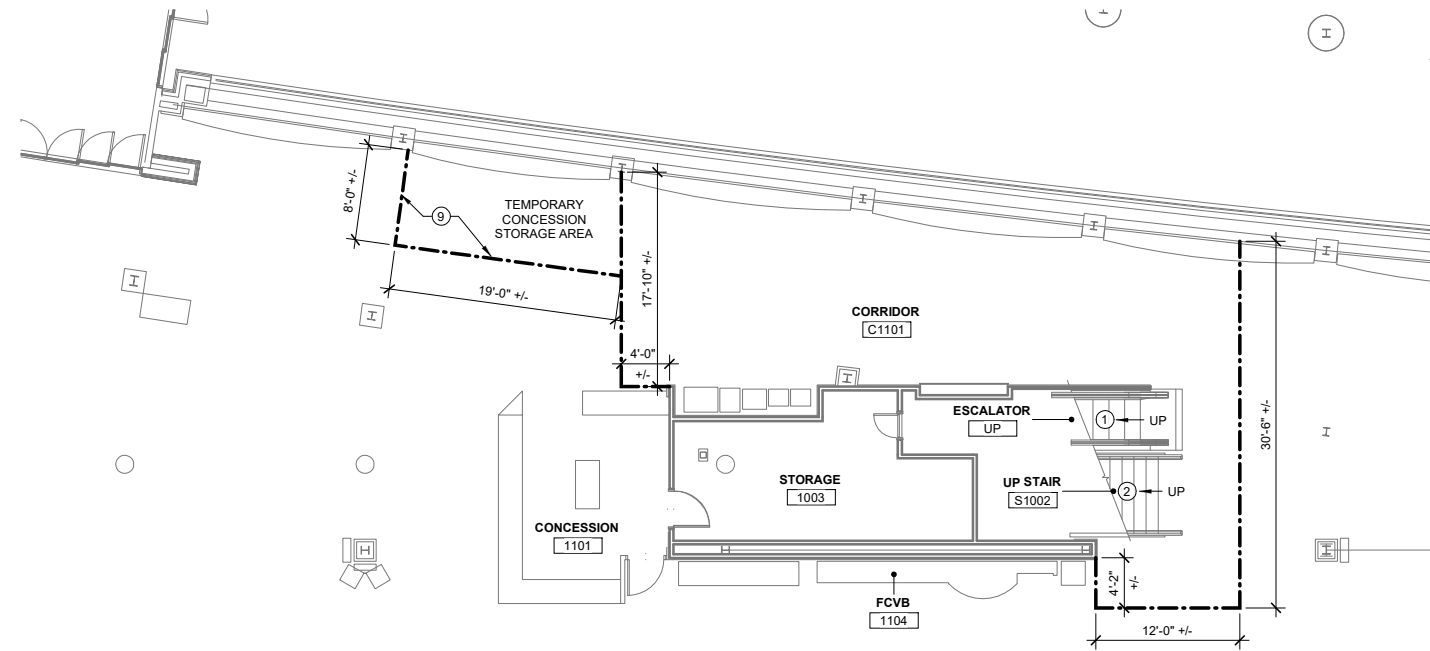 8'-0" +/-
9
TEMPORARY
CONCESSION
STORAGE AREA
19'-0" +/-
17'-10" +/-
4'-0"
+/-
CORRIDOR
C1101
ESCALATOR
UP
1
UP
UP STAIR
S1002
2
UP
30'-6" +/-
STORAGE
1003
CONCESSION
1101
FCVB
1104
4'-2"
+/-
12'-0" +/-